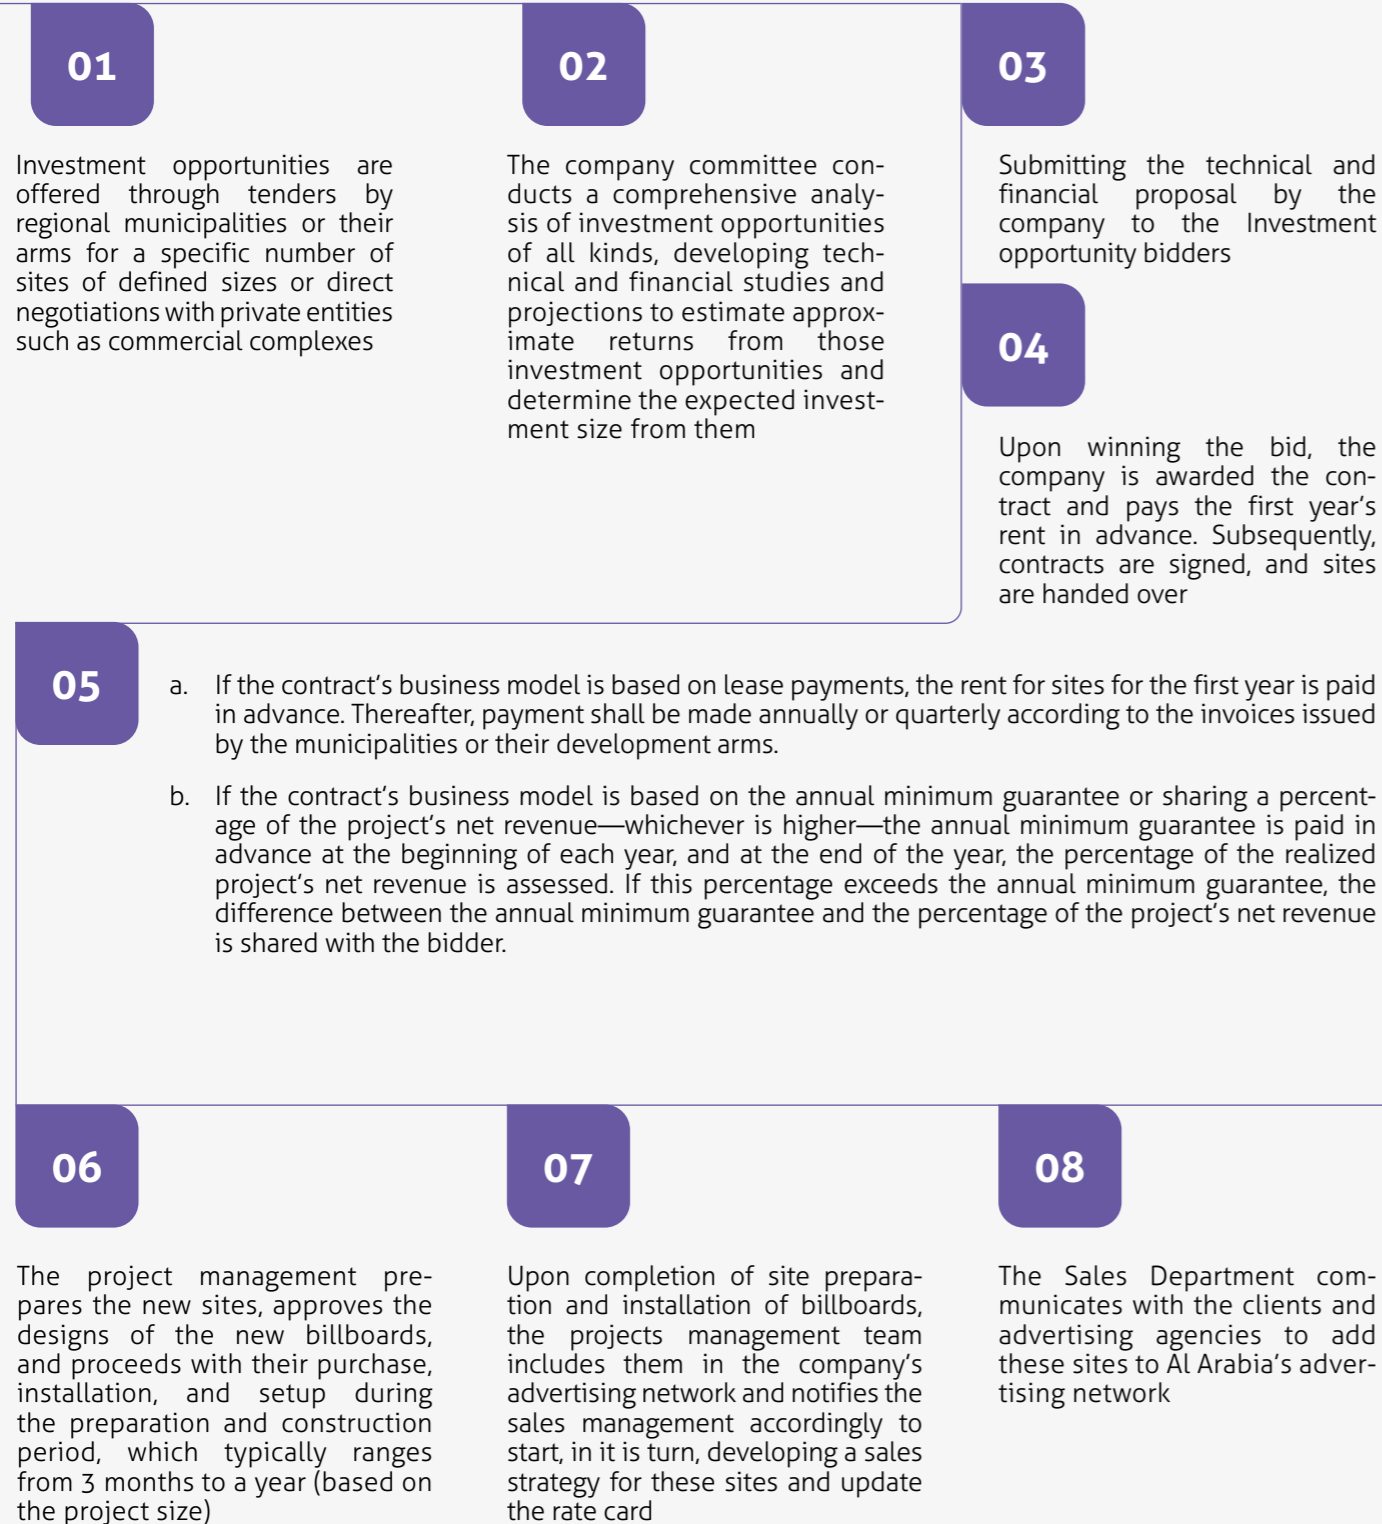 01
Investment opportunities are
offered through tenders by
regional municipalities or their
arms for a specific number of
sites of defined sizes or direct
negotiations with private entities
such as commercial complexes
02
The company committee con-
ducts a comprehensive analy-
sis of investment opportunities
of all kinds, developing tech-
nical and financial studies and
projections to estimate approx-
imate returns from those
investment opportunities and
determine the expected invest-
ment size from them
03
Submitting the technical and
financial proposal by the
company to the Investment
opportunity bidders
04
Upon winning the bid, the
company is awarded the con-
tract and pays the first year’s
rent in advance. Subsequently,
contracts are signed, and sites
are handed over
05
a. If the contract’s business model is based on lease payments, the rent for sites for the first year is paid
in advance. Thereafter, payment shall be made annually or quarterly according to the invoices issued
by the municipalities or their development arms.
b. If the contract’s business model is based on the annual minimum guarantee or sharing a percent-
age of the project’s net revenue—whichever is higher—the annual minimum guarantee is paid in
advance at the beginning of each year, and at the end of the year, the percentage of the realized
project’s net revenue is assessed. If this percentage exceeds the annual minimum guarantee, the
difference between the annual minimum guarantee and the percentage of the project’s net revenue
is shared with the bidder.
06
The project management pre-
pares the new sites, approves the
designs of the new billboards,
and proceeds with their purchase,
installation, and setup during
the preparation and construction
period, which typically ranges
from 3 months to a year (based on
the project size)
07
Upon completion of site prepara-
tion and installation of billboards,
the projects management team
includes them in the company’s
advertising network and notifies the
sales management accordingly to
start, in it is turn, developing a sales
strategy for these sites and update
the rate card
08
The Sales Department com-
municates with the clients and
advertising agencies to add
these sites to Al Arabia’s adver-
tising network